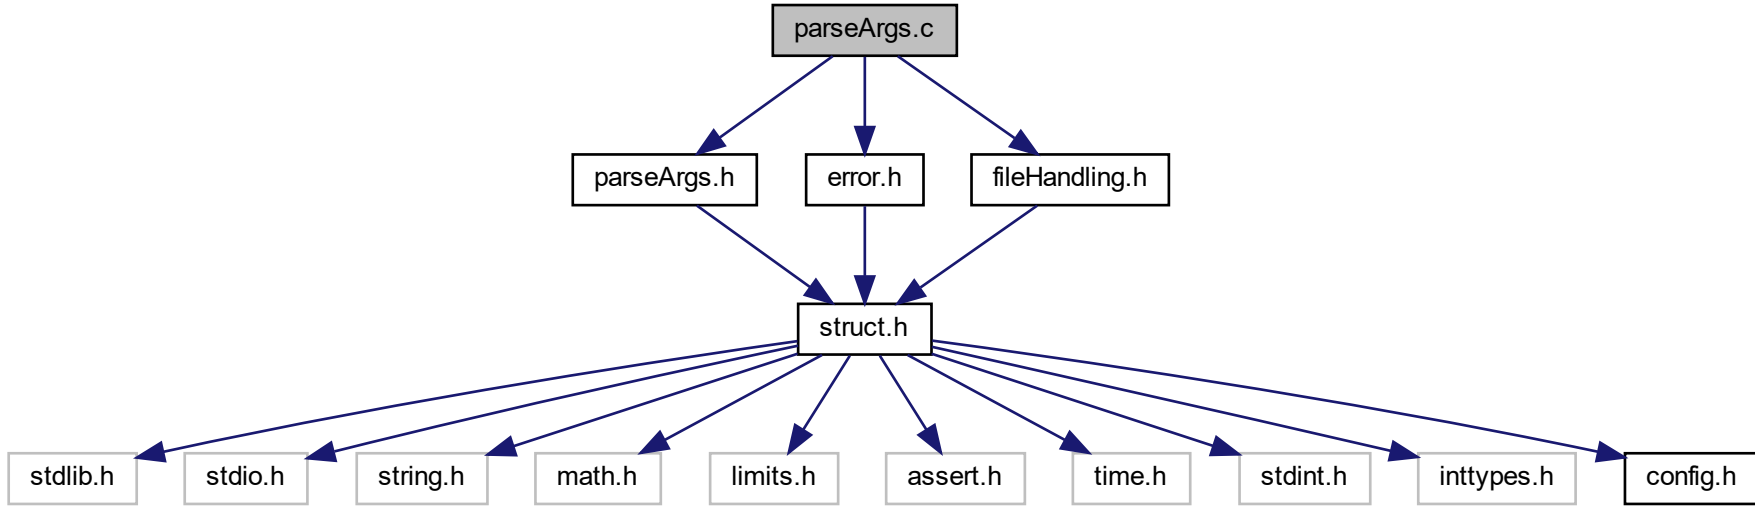 parseArgs.c
parseArgs.h
error.h
fileHandling.h
struct.h
stdlib.h
stdio.h
string.h
math.h
limits.h
assert.h
time.h
stdint.h
inttypes.h
config.h